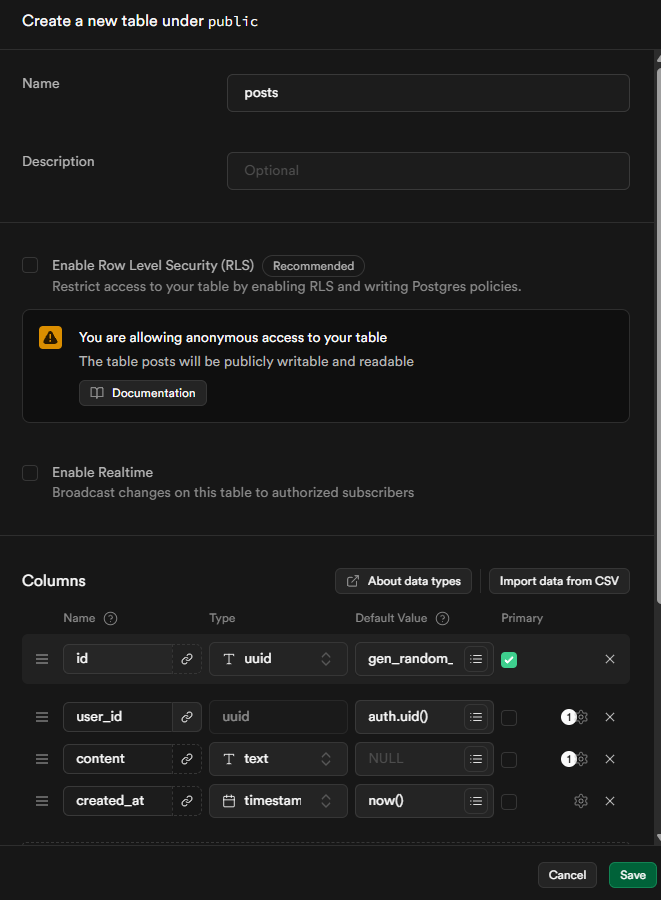 Create a new table under public
Name
posts
Description
Optional
Enable Row Level Security (RLS) Recommended
Restrict access to your table by enabling RLS and writing Postgres policies.
You are allowing anonymous access to your table
The table posts will be publicly writable and readable
Documentation
Enable Realtime
Broadcast changes on this table to authorized subscribers
Columns About data types Import data from CSV
Name Type Default Value Primary
id uuid gen_random_
user_id uuid auth.uid() 1
content text NULL 1
created_at timestam now()
Cancel Save